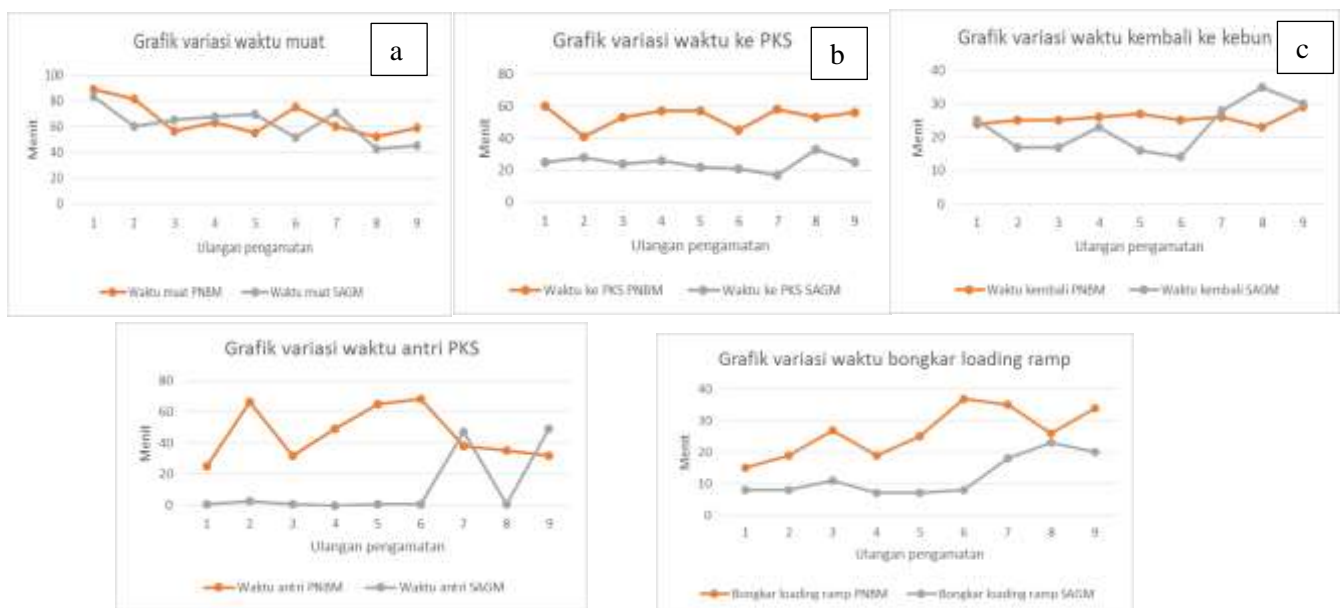 Grafik variasi waktu muat
a
100
80
60
40
20
0
Menit
1 2 3 4 5 6 7 8 9
Ulangan pengamatan
Waktu muat PNBM Waktu muat SAGM
Grafik variasi waktu ke PKS
b
80
60
40
20
0
Menit
1 2 3 4 5 6 7 8 9
Ulangan pengamatan
Waktu ke PKS PNBM Waktu ke PKS SAGM
Grafik variasi waktu kembali ke kebun
c
40
30
20
10
0
Menit
1 2 3 4 5 6 7 8 9
Ulangan pengamatan
Waktu kembali PNBM Waktu kembali SAGM
Grafik variasi waktu antri PKS
80
60
40
20
0
Menit
1 2 3 4 5 6 7 8 9
Ulangan pengamatan
Waktu antri PNBM Waktu antri SAGM
Grafik variasi waktu bongkar loading ramp
40
30
20
10
0
Menit
1 2 3 4 5 6 7 8 9
Ulangan pengamatan
Bongkar loading ramp PNBM Bongkar loading ramp SAGM